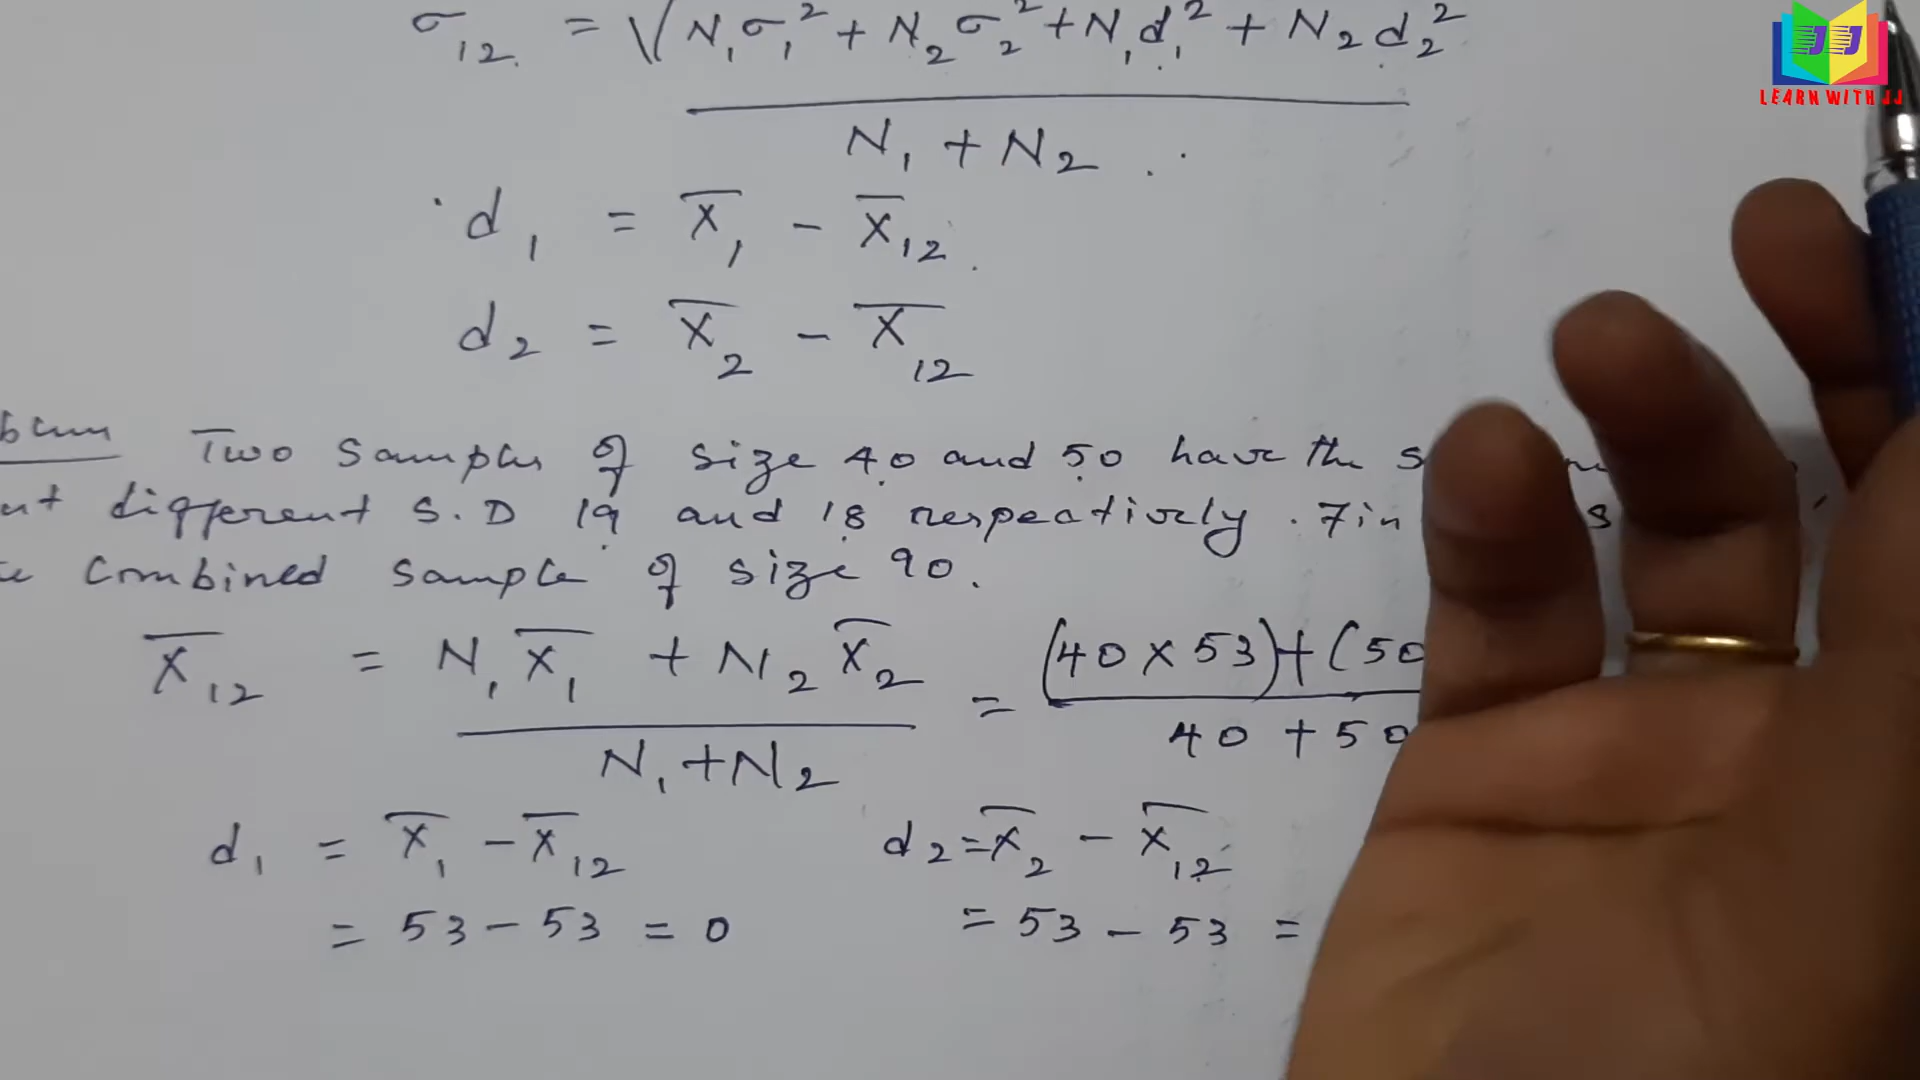 σ₁₂ = √N₁σ₁² + N₂σ₂² + N₁d₁² + N₂d₂²
N₁ + N₂
LEARN WITH JJ
d₁ = X̄₁ - X̄₁₂
d₂ = X̄₂ - X̄₁₂
Two samples of size 40 and 50 have the
different S.D 19 and 18 respectively. Fin
combined sample of size 90.
X̄₁₂ = N₁X̄₁ + N₂X̄₂ = (40 × 53) + (50
N₁ + N₂ 40 + 50
d₁ = X̄₁ - X̄₁₂ d₂ = X̄₂ - X̄₁₂
= 53 - 53 = 0 = 53 - 53 =